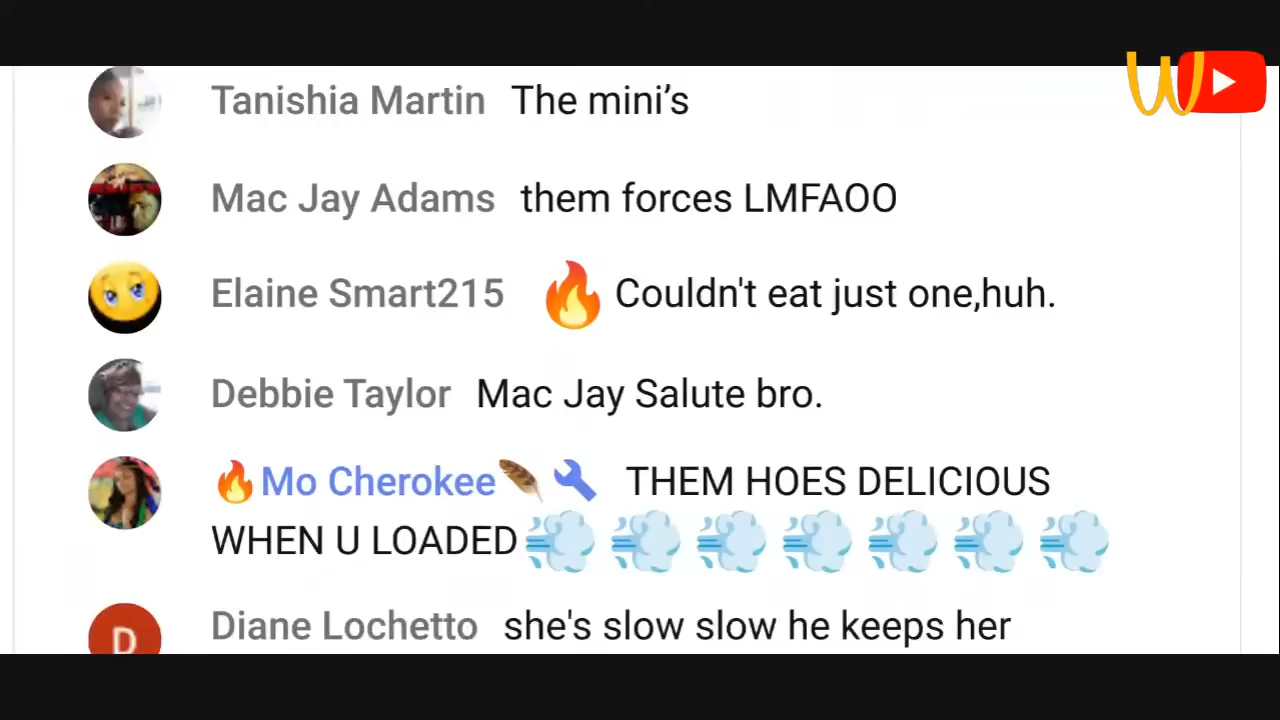 Tanishia Martin The mini’s
Mac Jay Adams them forces LMFAOO
Elaine Smart215 🔥 Couldn't eat just one,huh.
Debbie Taylor Mac Jay Salute bro.
🔥Mo Cherokee🪶🔧 THEM HOES DELICIOUS
WHEN U LOADED💨💨💨💨💨💨💨
D
Diane Lochetto she's slow slow he keeps her
W